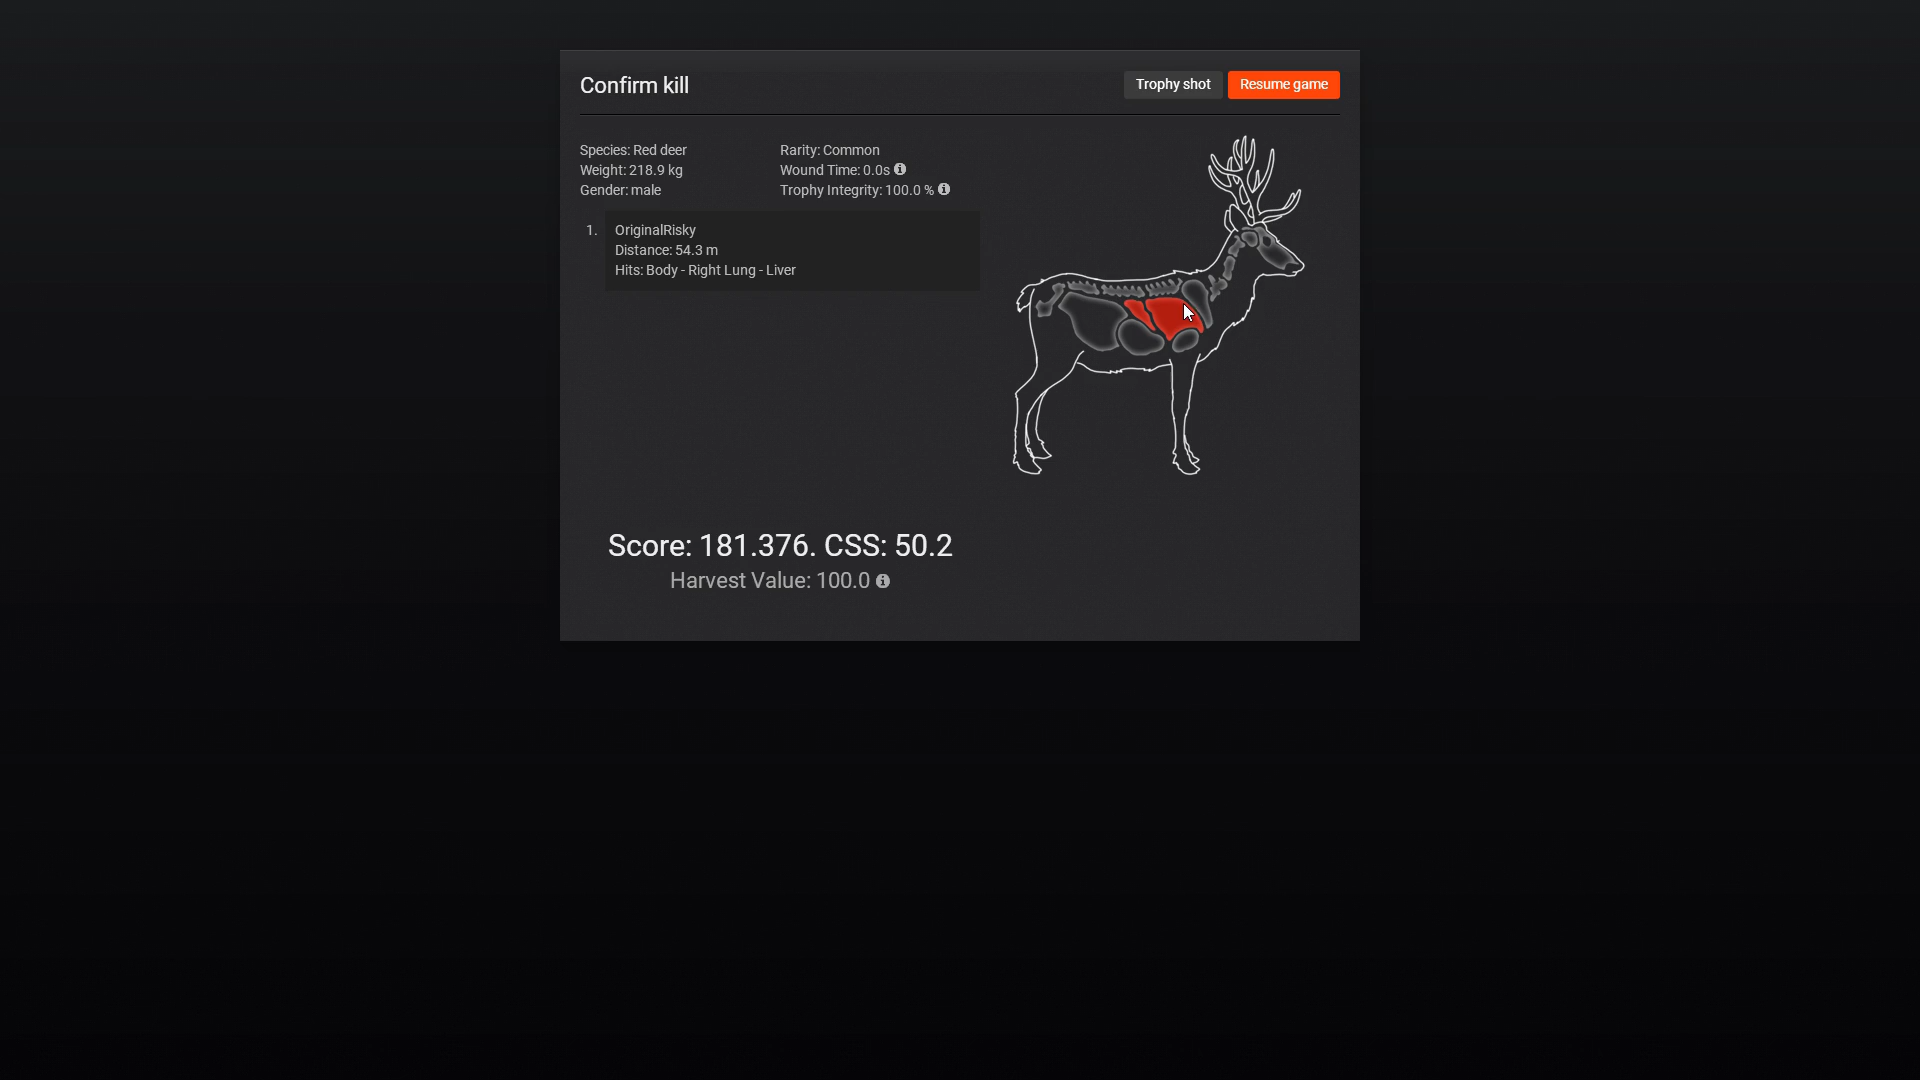 Confirm kill
Trophy shot
Resume game
Species: Red deer
Weight: 218.9 kg
Gender: male
Rarity: Common
Wound Time: 0.0s
Trophy Integrity: 100.0 %
1.
OriginalRisky
Distance: 54.3 m
Hits: Body - Right Lung - Liver
Score: 181.376. CSS: 50.2
Harvest Value: 100.0